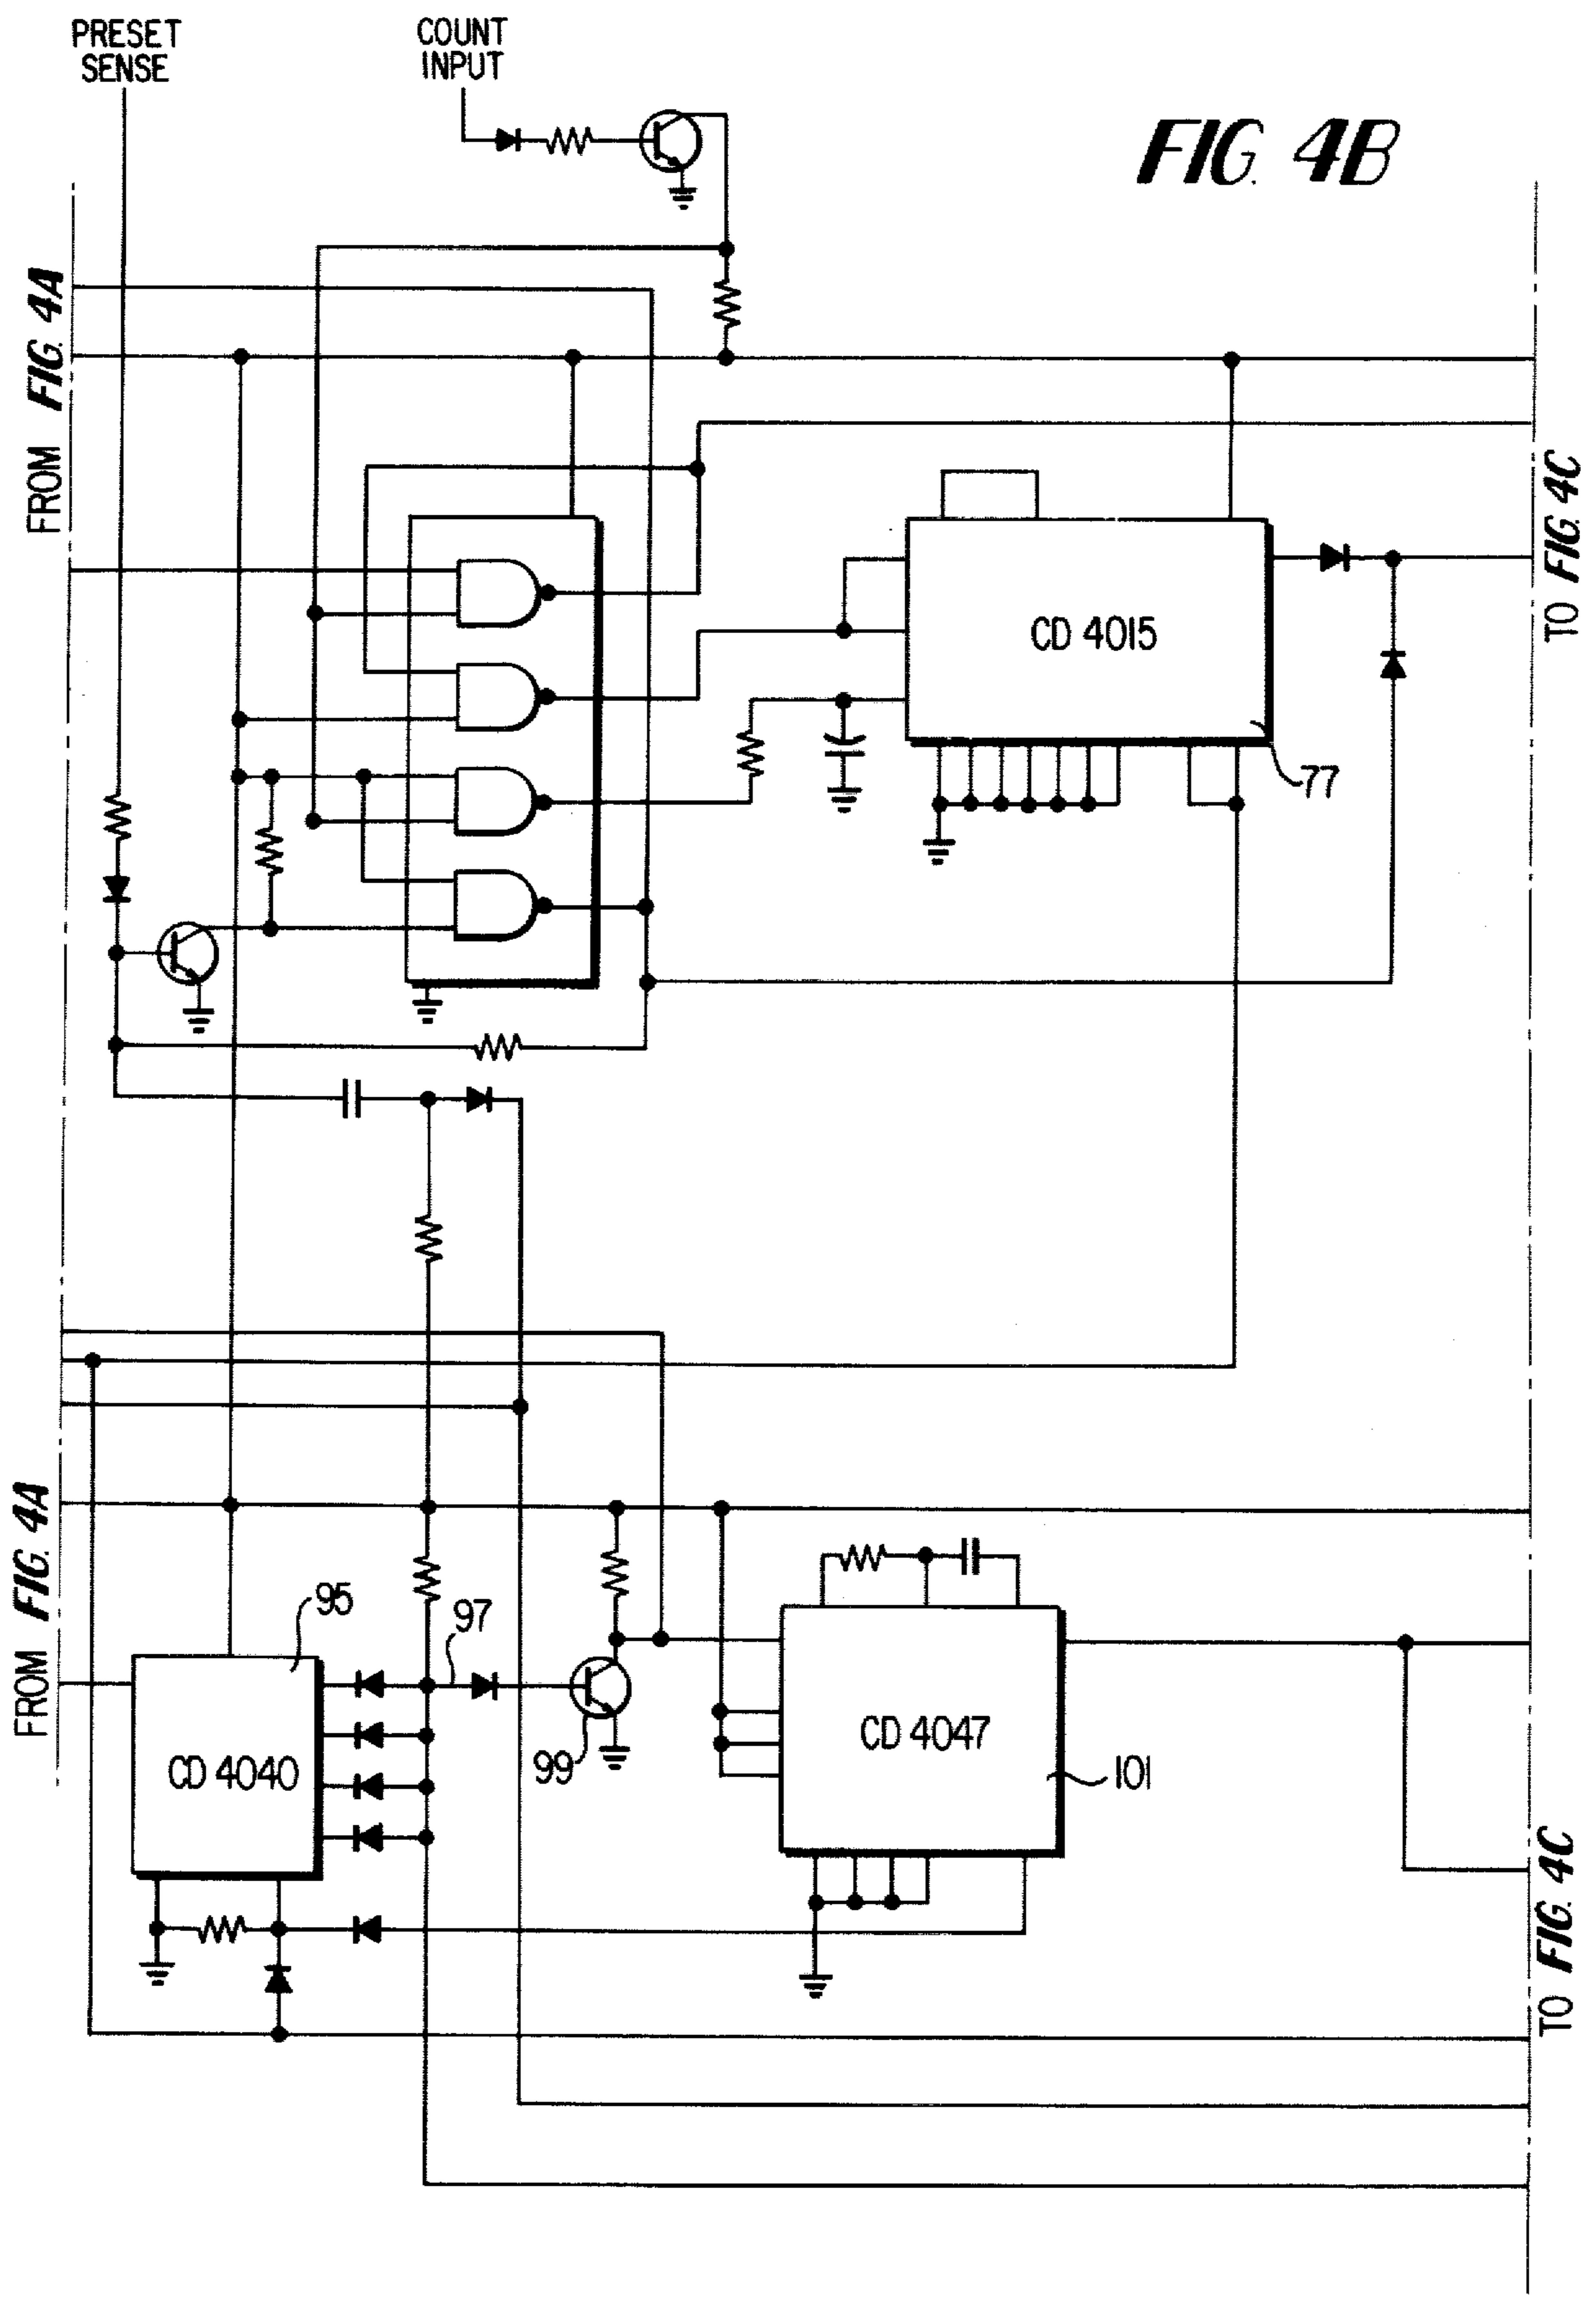 PRESET
SENSE
COUNT
INPUT
FIG. 4B
FROM FIG. 4A
TO FIG. 4C
CD 4015
77
FROM FIG. 4A
95
97
CD 4040
99
CD 4047
101
TO FIG. 4C